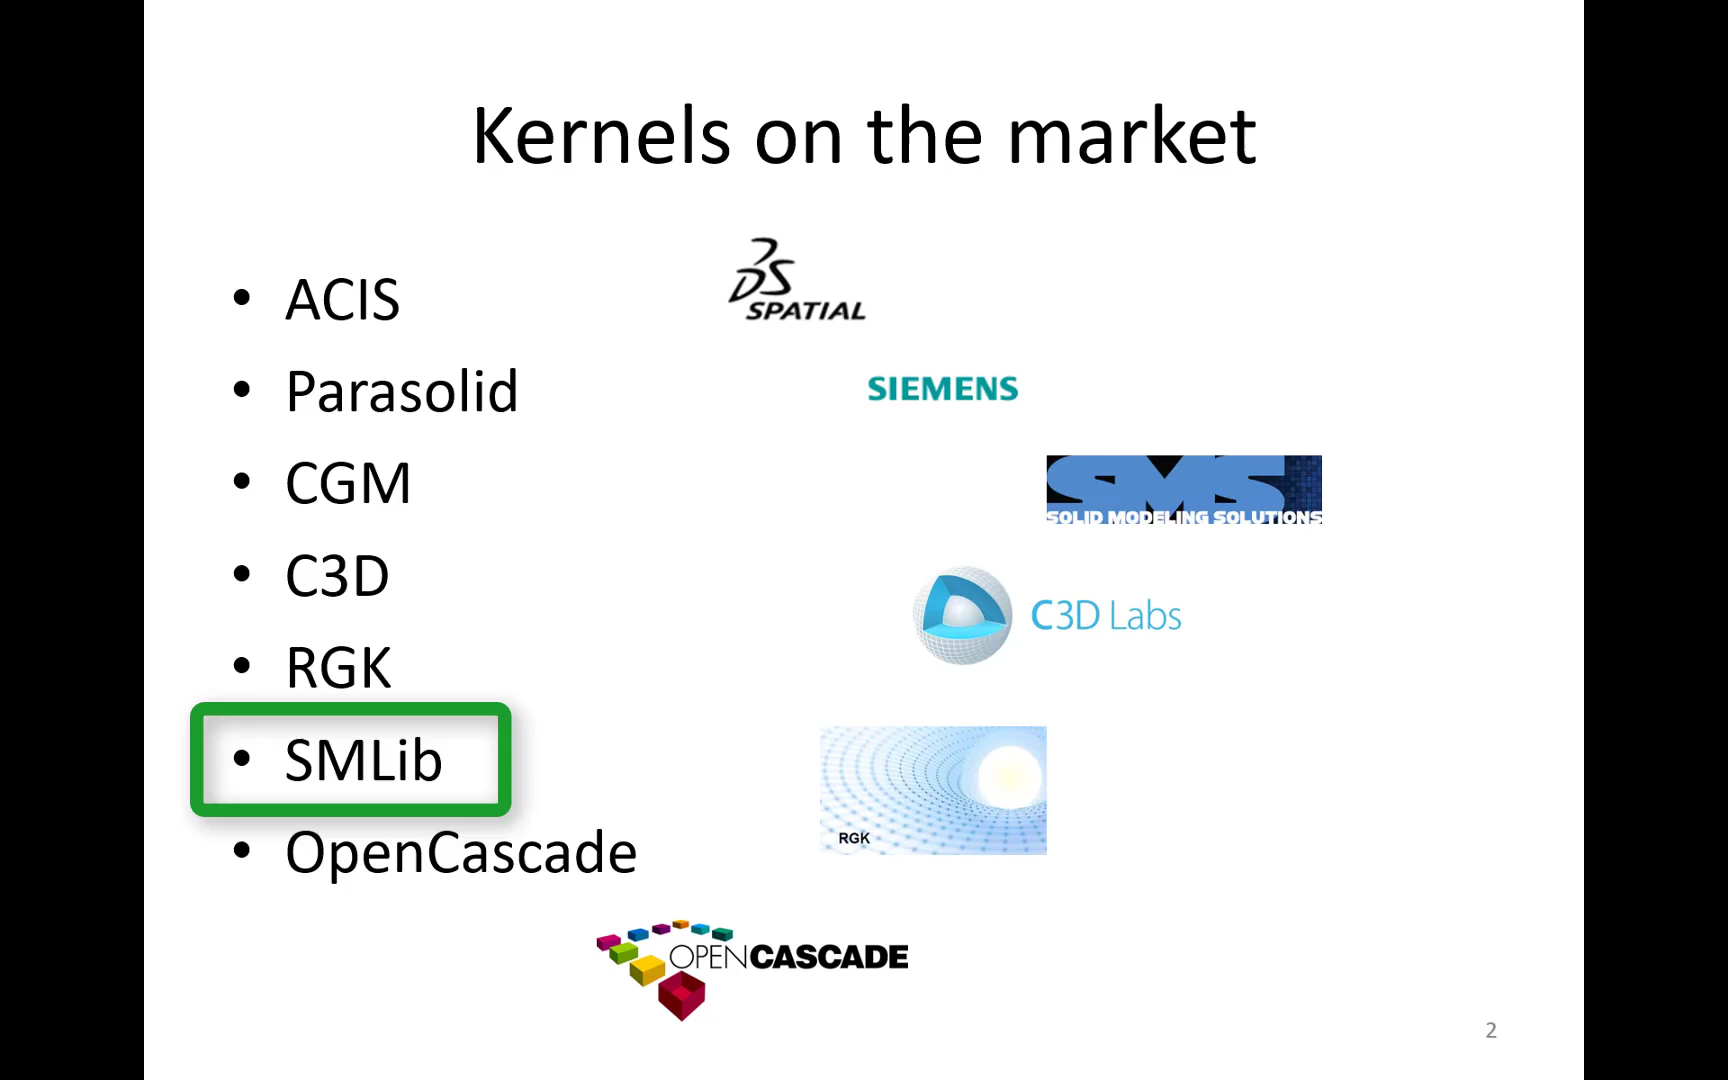 Kernels on the market
• ACIS
• Parasolid
• CGM
• C3D
• RGK
• SMLib
• OpenCascade
DS
SPATIAL
SIEMENS
SMS
SOLID MODELING SOLUTIONS
C3D Labs
RGK
OPENCASCADE
2